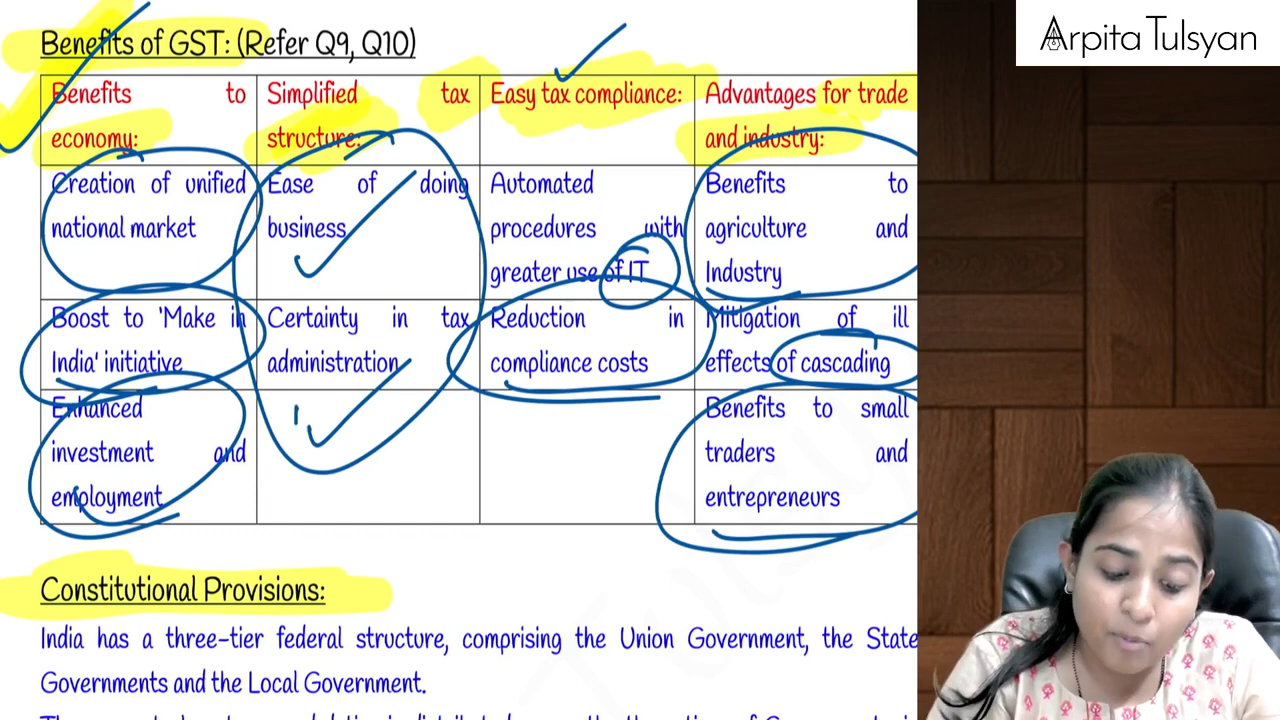 Arpita Tulsyan
Benefits of GST: (Refer Q9, Q10)
Benefits to
economy:
Simplified tax
structure:
Easy tax compliance:
Advantages for trade
and industry:
Creation of unified
national market
Ease of doing
business
Automated
procedures with
greater use of IT
Benefits to
agriculture and
Industry
Boost to 'Make in
India' initiative
Certainty in tax
administration
Reduction in
compliance costs
Mitigation of ill
effects of cascading
Enhanced
investment and
employment
Benefits to small
traders and
entrepreneurs
Constitutional Provisions:
India has a three-tier federal structure, comprising the Union Government, the State
Governments and the Local Government.